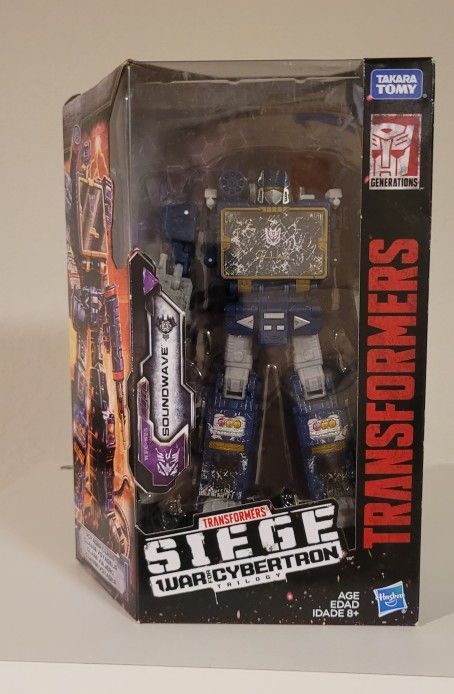 TAKARA
TOMY
GENERATIONS
TRANSFORMERS
SOUNDWAVE
TRANSFORMERS
SIEGE
WAR FOR CYBERTRON
TRILOGY
AGE
EDAD
IDADE 8+
Hasbro